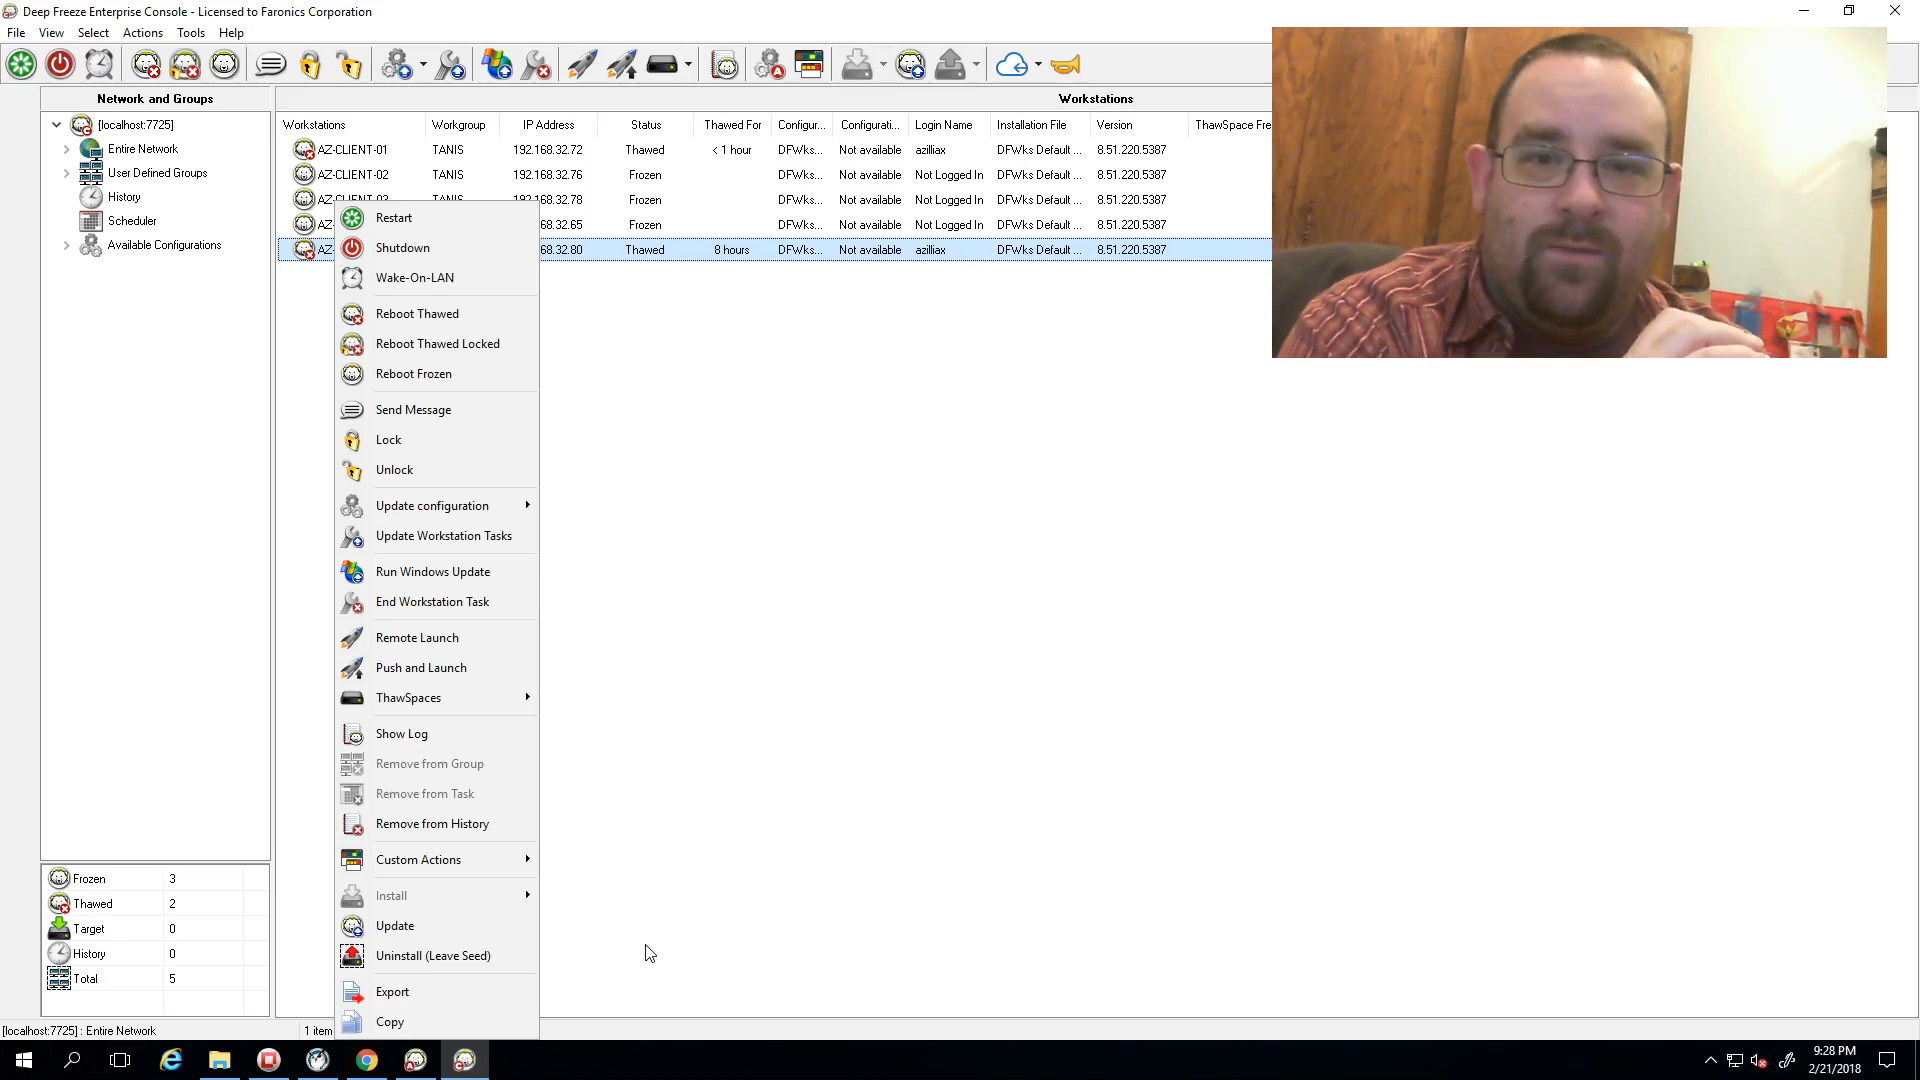 Deep Freeze Enterprise Console - Licensed to Faronics Corporation
File View Select Actions Tools Help
Network and Groups
Workstations
[localhost:7725]
Entire Network
User Defined Groups
History
Scheduler
Available Configurations
Workstations Workgroup IP Address Status Thawed For Configur... Configurati... Login Name Installation File Version ThawSpace Fre
AZ-CLIENT-01 TANIS 192.168.32.72 Thawed < 1 hour DFWks... Not available azilliax DFWks Default ... 8.51.220.5387
AZ-CLIENT-02 TANIS 192.168.32.76 Frozen DFWks... Not available Not Logged In DFWks Default ... 8.51.220.5387
AZ-CLIENT-03 TANIS 192.168.32.78 Frozen DFWks... Not available Not Logged In DFWks Default ... 8.51.220.5387
AZ- 68.32.65 Frozen DFWks... Not available Not Logged In DFWks Default ... 8.51.220.5387
AZ- 68.32.80 Thawed 8 hours DFWks... Not available azilliax DFWks Default ... 8.51.220.5387
Restart
Shutdown
Wake-On-LAN
Reboot Thawed
Reboot Thawed Locked
Reboot Frozen
Send Message
Lock
Unlock
Update configuration
Update Workstation Tasks
Run Windows Update
End Workstation Task
Remote Launch
Push and Launch
ThawSpaces
Show Log
Remove from Group
Remove from Task
Remove from History
Custom Actions
Install
Update
Uninstall (Leave Seed)
Export
Copy
Frozen 3
Thawed 2
Target 0
History 0
Total 5
[localhost:7725] : Entire Network
1 item
9:28 PM
2/21/2018